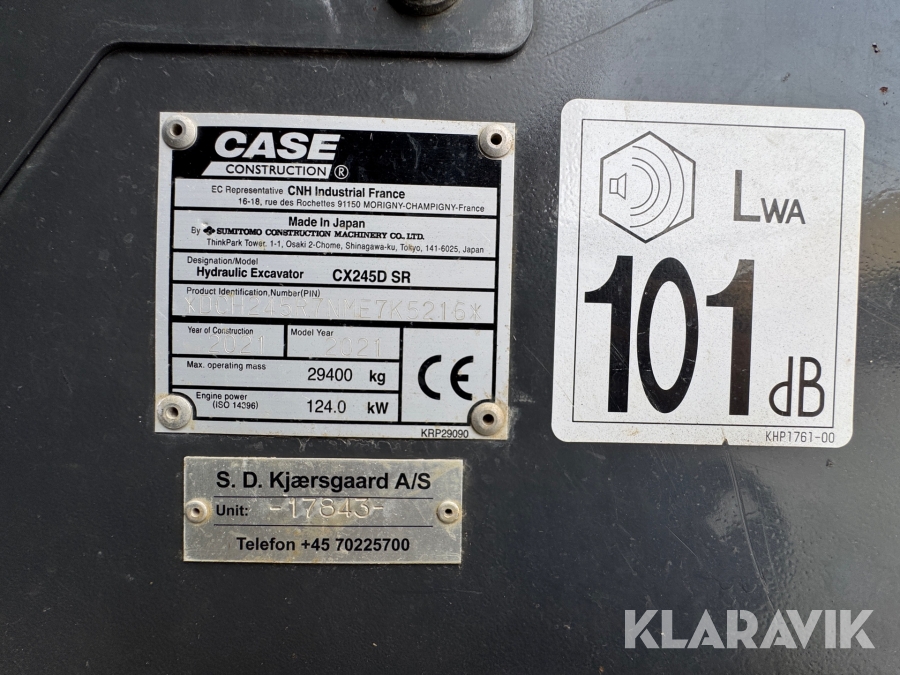 CASE
CONSTRUCTION ®
EC Representative CNH Industrial France
16-18, rue des Rochettes 91150 MORIGNY-CHAMPIGNY-France
Made In Japan
By SUMITOMO CONSTRUCTION MACHINERY CO., LTD.
ThinkPark Tower. 1-1, Osaki 2-Chome, Shinagawa-ku, Tokyo, 141-6025, Japan
Designation/Model
Hydraulic Excavator CX245D SR
Product Identification,Number(PIN)
Year of Construction Model Year
2021 2021
Max. operating mass
29400 kg
Engine power
(ISO 14396) 124.0 kW
CE
KRP29090
LWA
101 dB
KHP1761-00
S. D. Kjærsgaard A/S
Unit: -17843-
Telefon +45 70225700
KLARAVIK